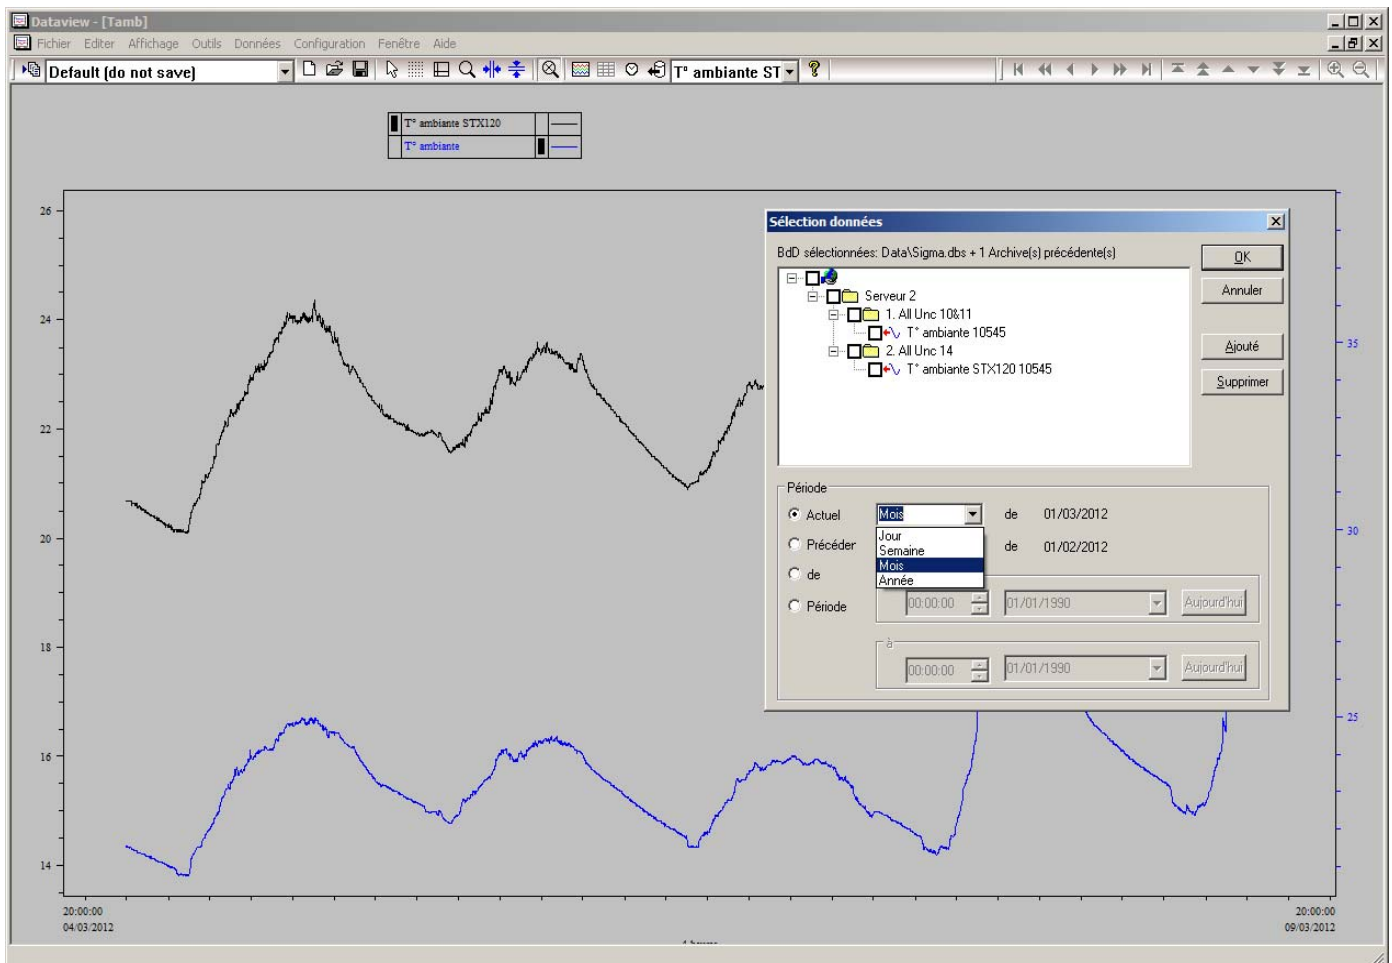 Dataview - [Tamb]
Fichier Editer Affichage Outils Données Configuration Fenêtre Aide
Default (do not save) T° ambiante ST
T° ambiante STX120
T° ambiante
26
24
22
20
18
16
14
35
30
25
20:00:00
04/03/2012
20:00:00
09/03/2012
Sélection données
BdD sélectionnées: Data\Sigma.dbs + 1 Archive(s) précédente(s)
Serveur 2
1. All Unc 10&11
T° ambiante 10545
2. All Unc 14
T° ambiante STX120 10545
OK
Annuler
Ajouté
Supprimer
Période
Actuel Mois de 01/03/2012
Jour
Semaine
Mois
Année
Précéder de 01/02/2012
de
Période 00:00:00 01/01/1990 Aujourd'hui
à
00:00:00 01/01/1990 Aujourd'hui